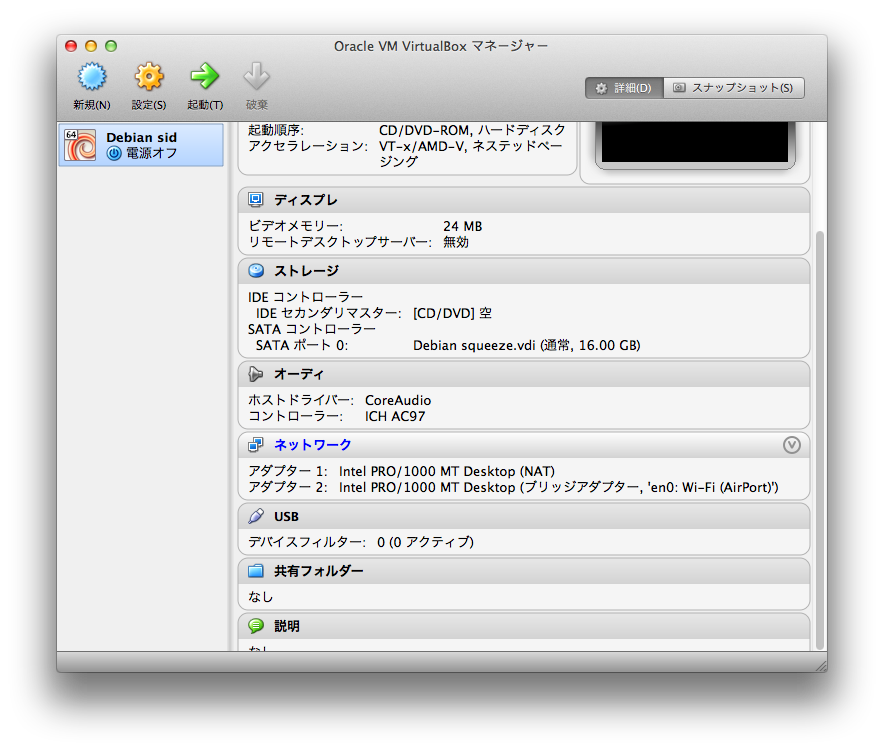 Oracle VM VirtualBox マネージャー
新規(N) 設定(S) 起動(T) 破棄 詳細(D) スナップショット(S)
64
Debian sid
電源オフ
起動順序: CD/DVD-ROM, ハードディスク
アクセラレーション: VT-x/AMD-V, ネステッドペー
ジング
ディスプレ
ビデオメモリー: 24 MB
リモートデスクトップサーバー: 無効
ストレージ
IDE コントローラー
IDE セカンダリマスター: [CD/DVD] 空
SATA コントローラー
SATA ポート 0: Debian squeeze.vdi (通常, 16.00 GB)
オーディ
ホストドライバー: CoreAudio
コントローラー: ICH AC97
ネットワーク
アダプター 1: Intel PRO/1000 MT Desktop (NAT)
アダプター 2: Intel PRO/1000 MT Desktop (ブリッジアダプター, 'en0: Wi-Fi (AirPort)')
USB
デバイスフィルター: 0 (0 アクティブ)
共有フォルダー
なし
説明